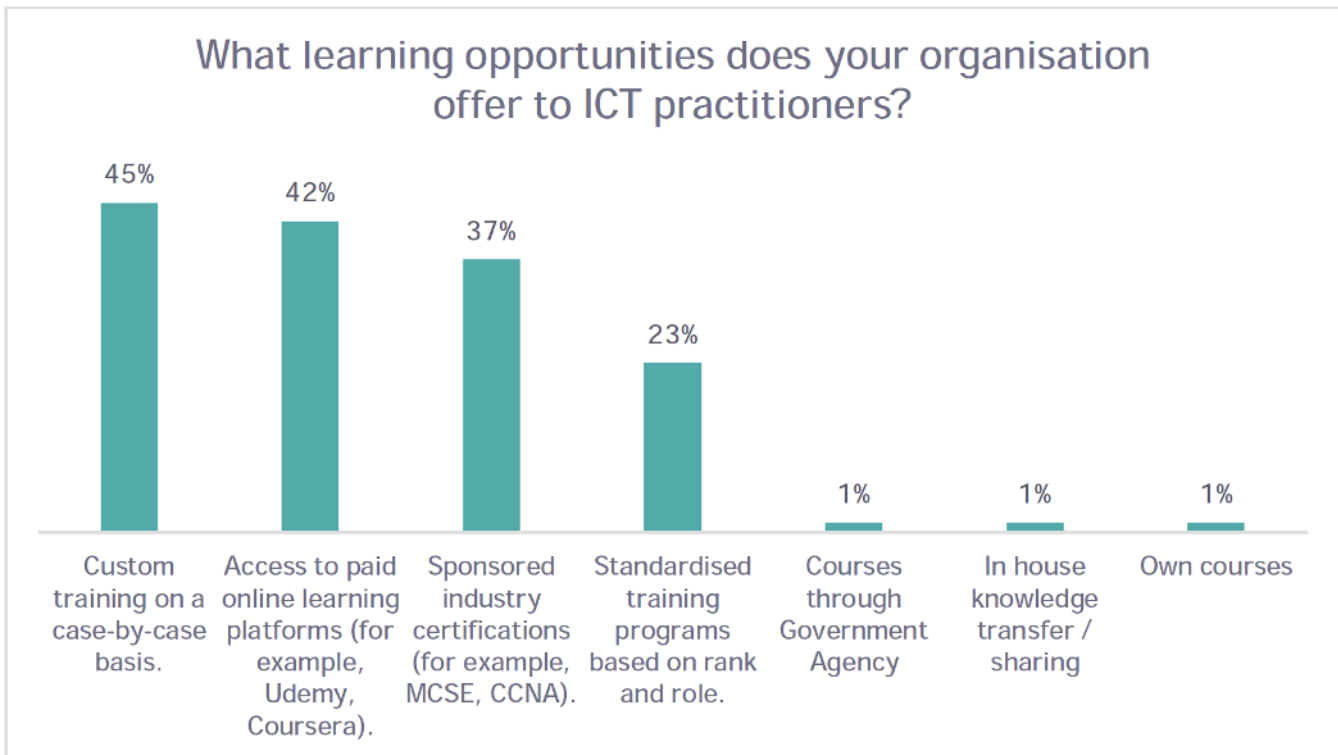 What learning opportunities does your organisation
offer to ICT practitioners?
45%
42%
37%
23%
1%
1%
1%
Custom
training on a
case-by-case
basis.
Access to paid
online learning
platforms (for
example,
Udemy,
Coursera).
Sponsored
industry
certifications
(for example,
MCSE, CCNA).
Standardised
training
programs
based on rank
and role.
Courses
through
Government
Agency
In house
knowledge
transfer /
sharing
Own courses